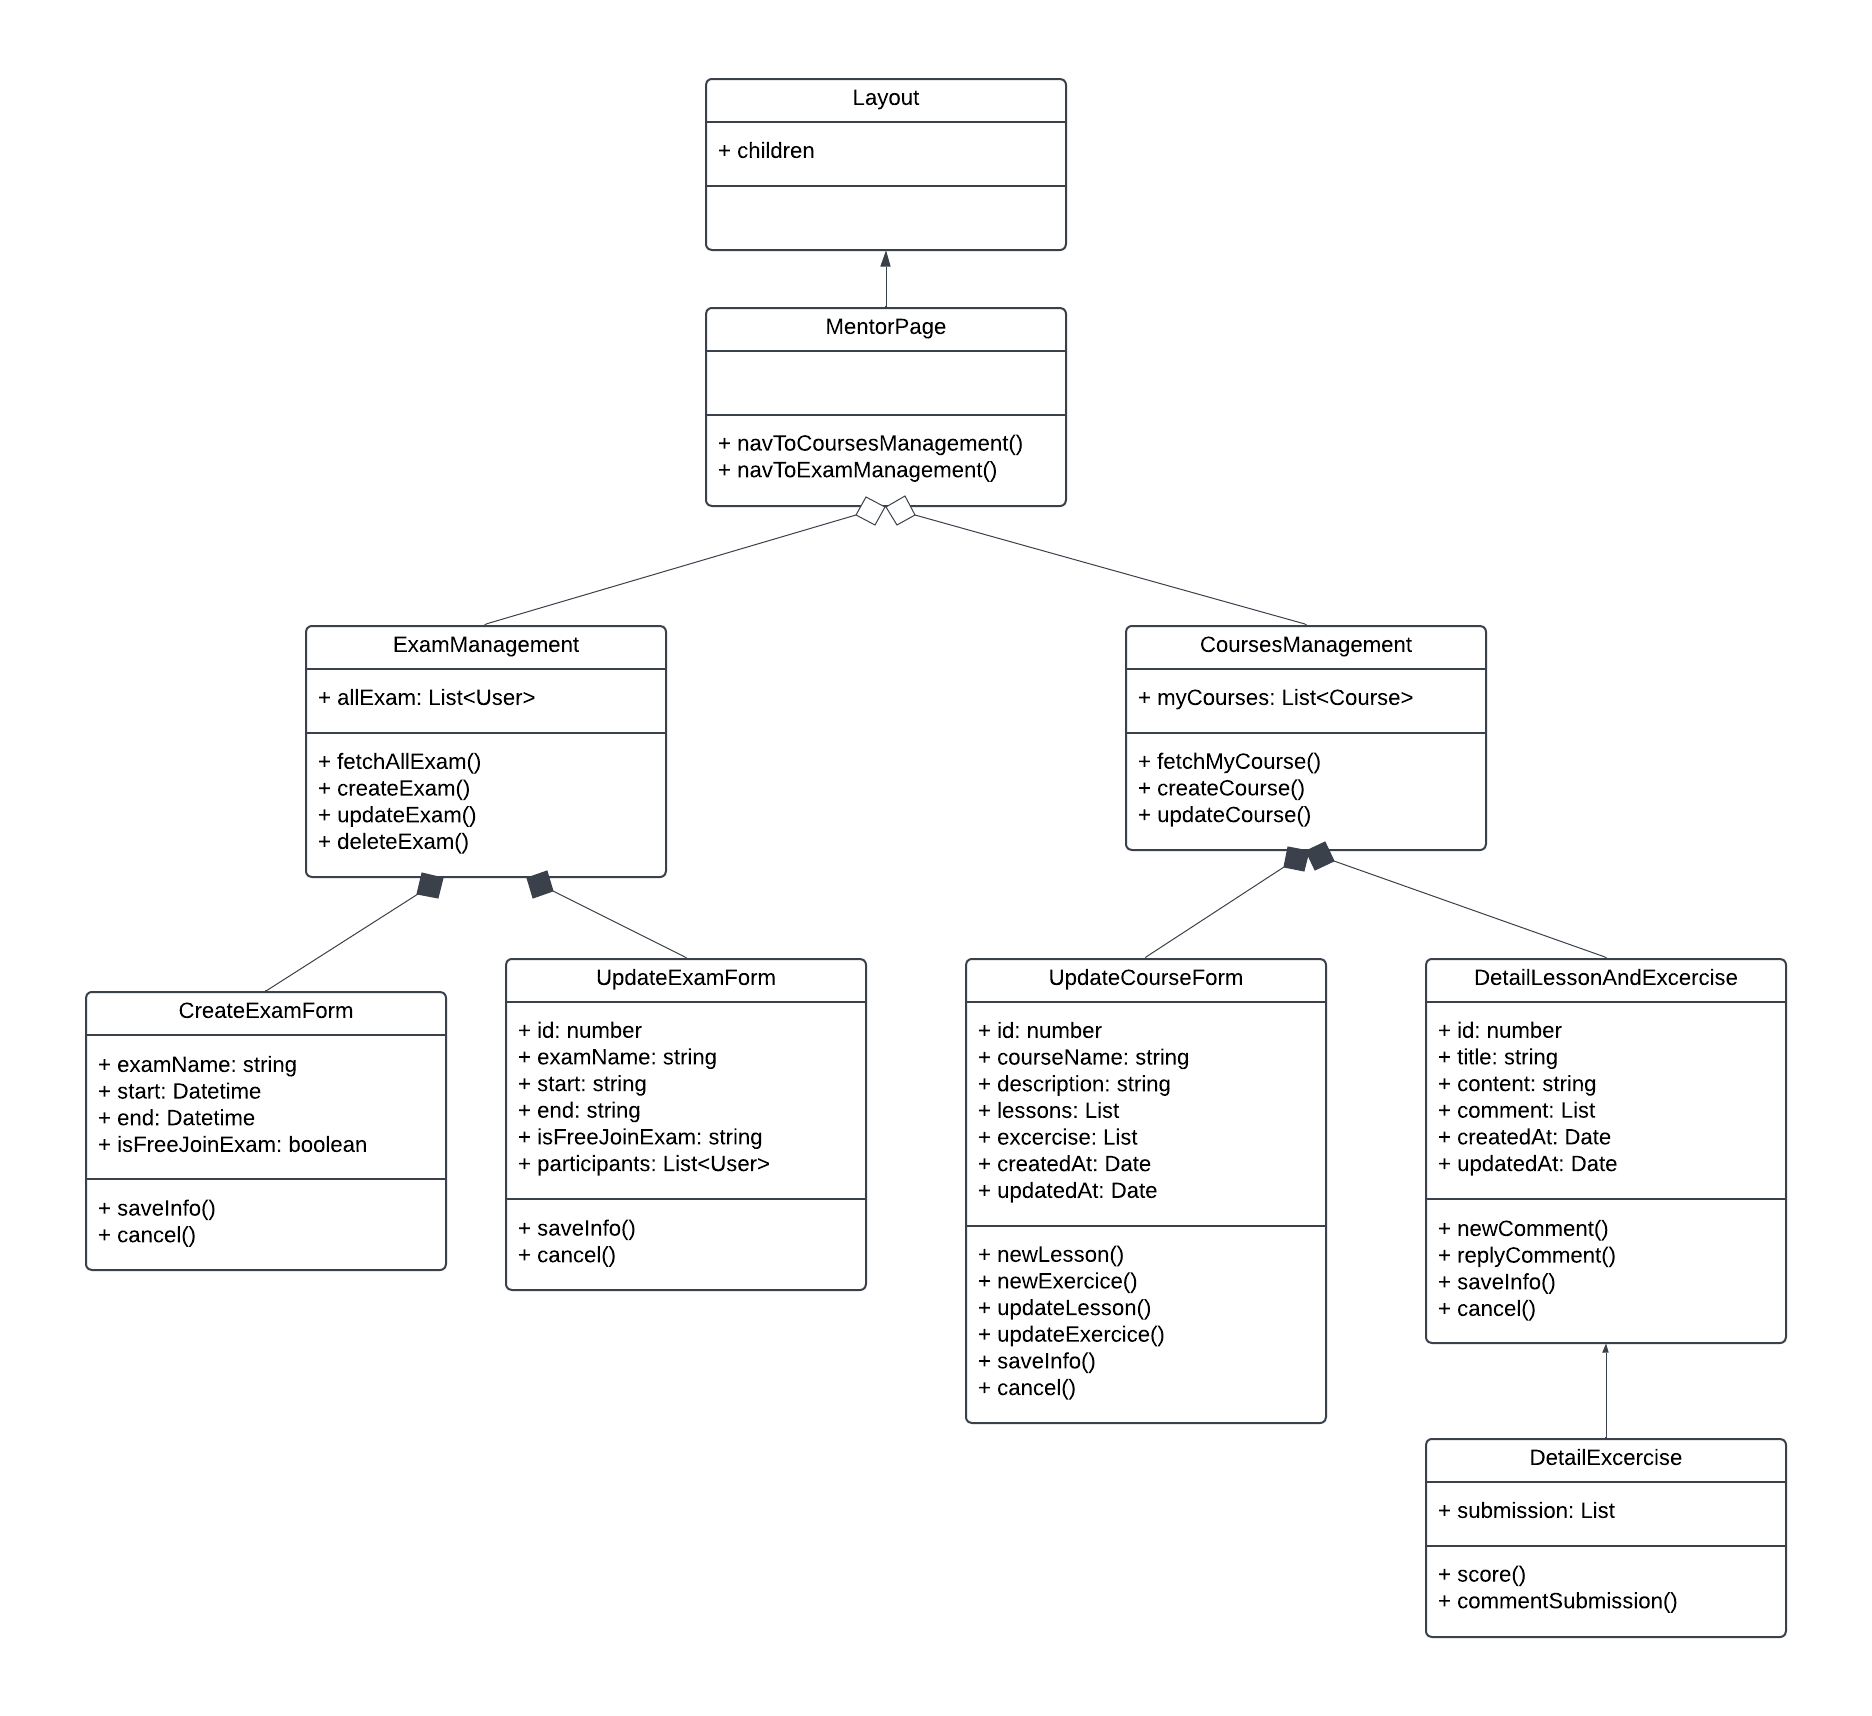 Layout
+ children
MentorPage
+ navToCoursesManagement()
+ navToExamManagement()
ExamManagement
+ allExam: List<User>
+ fetchAllExam()
+ createExam()
+ updateExam()
+ deleteExam()
CoursesManagement
+ myCourses: List<Course>
+ fetchMyCourse()
+ createCourse()
+ updateCourse()
CreateExamForm
+ examName: string
+ start: Datetime
+ end: Datetime
+ isFreeJoinExam: boolean
+ saveInfo()
+ cancel()
UpdateExamForm
+ id: number
+ examName: string
+ start: string
+ end: string
+ isFreeJoinExam: string
+ participants: List<User>
+ saveInfo()
+ cancel()
UpdateCourseForm
+ id: number
+ courseName: string
+ description: string
+ lessons: List
+ excercise: List
+ createdAt: Date
+ updatedAt: Date
+ newLesson()
+ newExercice()
+ updateLesson()
+ updateExercice()
+ saveInfo()
+ cancel()
DetailLessonAndExcercise
+ id: number
+ title: string
+ content: string
+ comment: List
+ createdAt: Date
+ updatedAt: Date
+ newComment()
+ replyComment()
+ saveInfo()
+ cancel()
DetailExcercise
+ submission: List
+ score()
+ commentSubmission()